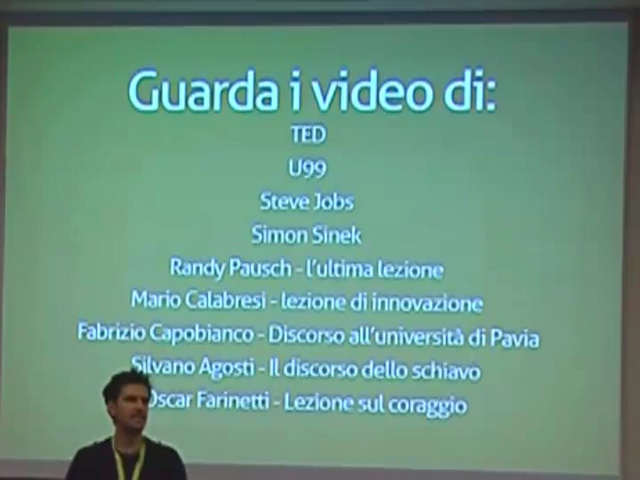 Guarda i video di:
TED
U99
Steve Jobs
Simon Sinek
Randy Pausch - l'ultima lezione
Mario Calabresi - lezione di innovazione
Fabrizio Capobianco - Discorso all'università di Pavia
Silvano Agosti - Il discorso dello schiavo
Oscar Farinetti - Lezione sul coraggio